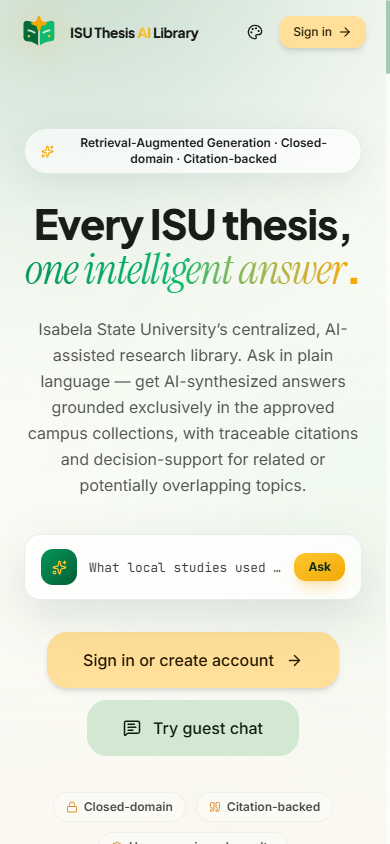 ISU Thesis AI Library
Sign in
Retrieval-Augmented Generation · Closed-
domain · Citation-backed
Every ISU thesis,
one intelligent answer.
Isabela State University’s centralized, AI-
assisted research library. Ask in plain
language — get AI-synthesized answers
grounded exclusively in the approved
campus collections, with traceable citations
and decision-support for related or
potentially overlapping topics.
What local studies used …
Ask
Sign in or create account
Try guest chat
Closed-domain
Citation-backed